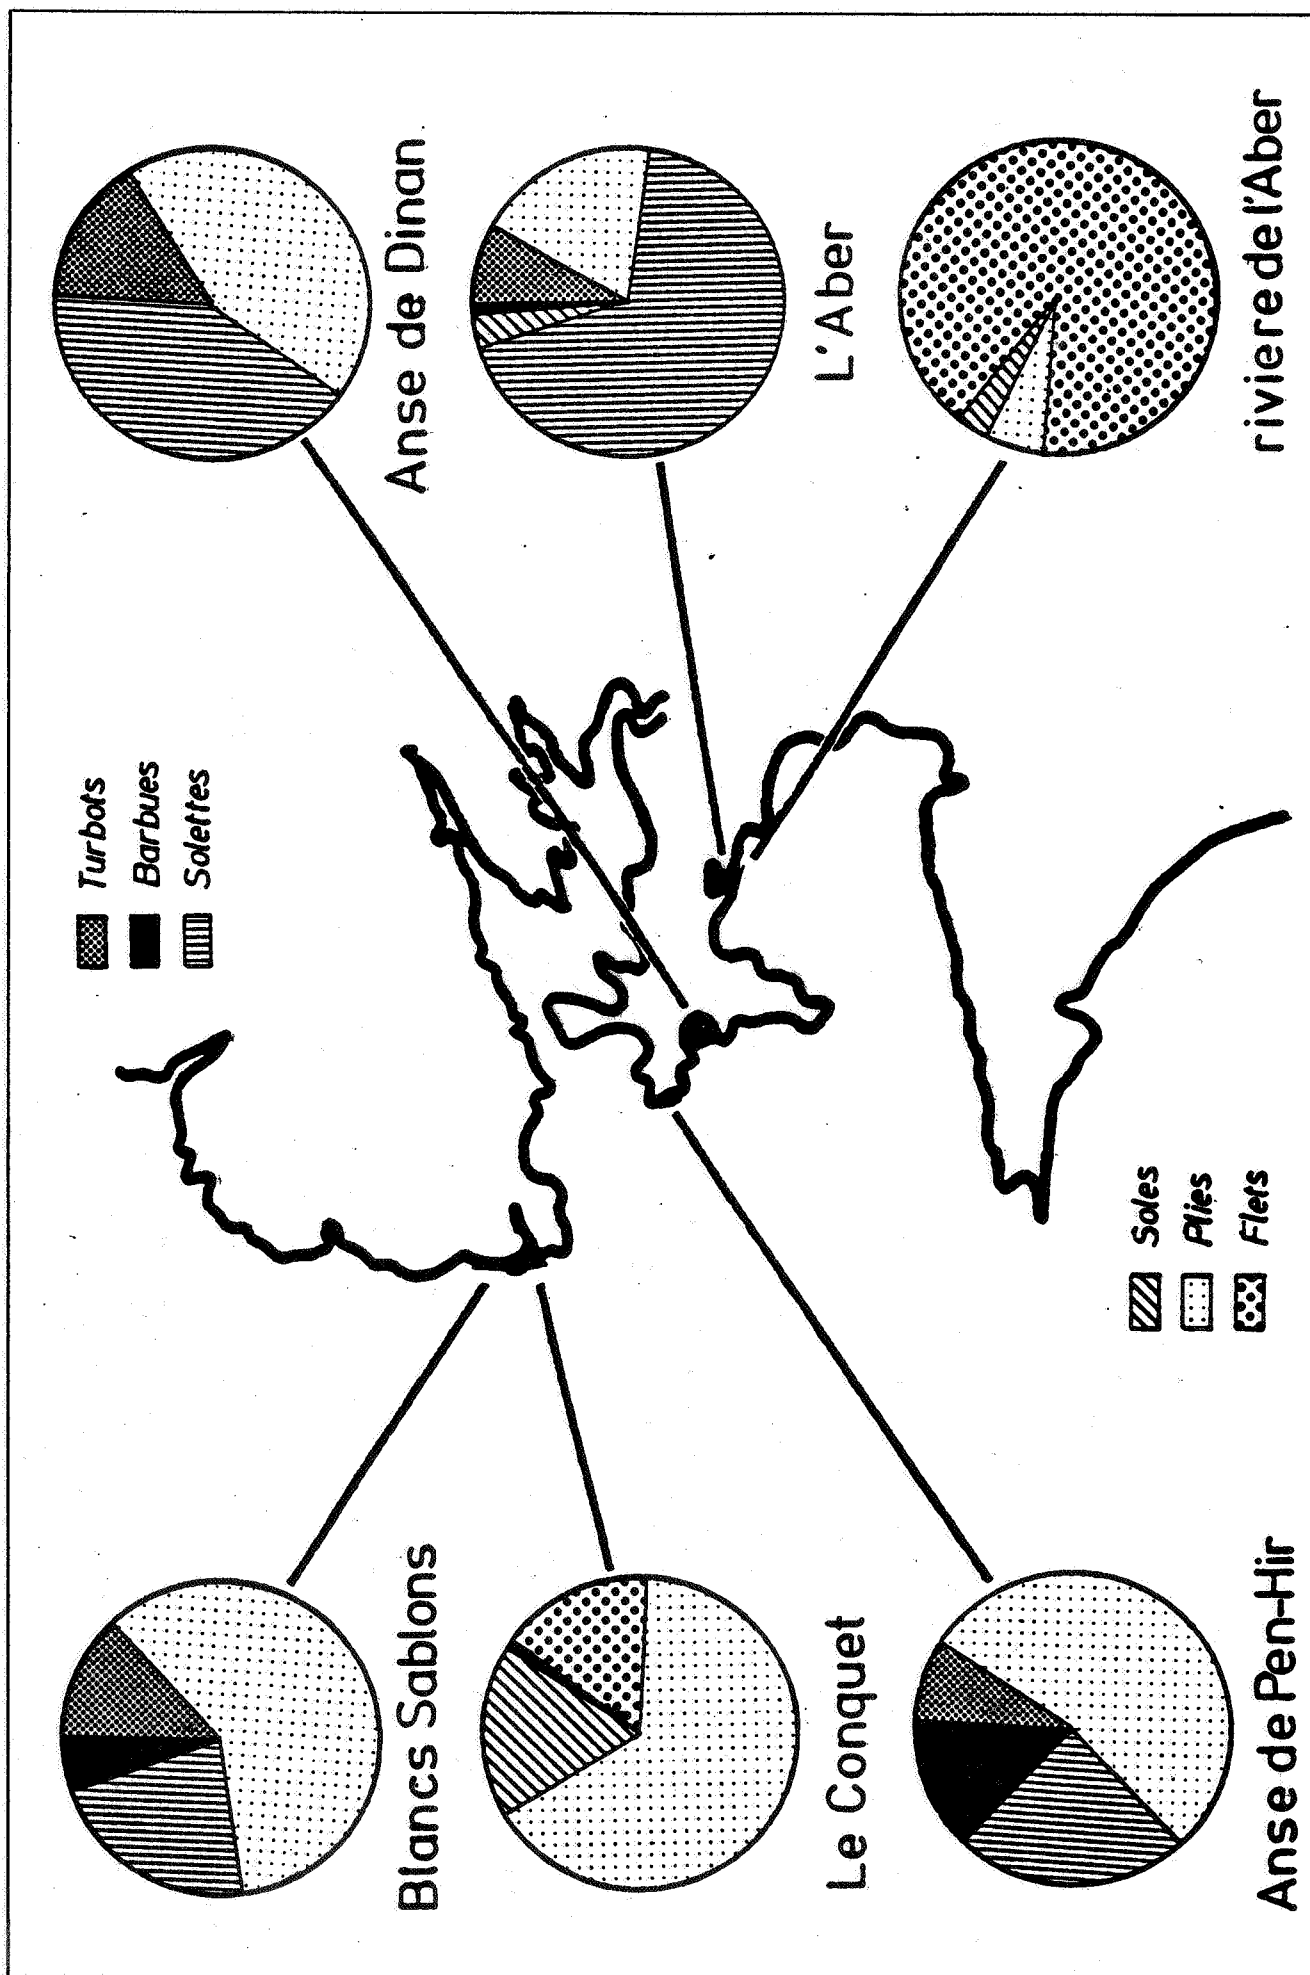 Blancs Sablons
Le Conquet
Anse de Pen-Hir
Turbots
Barbues
Solettes
Soles
Plies
Flets
Anse de Dinan
L'Aber
riviere de l'Aber